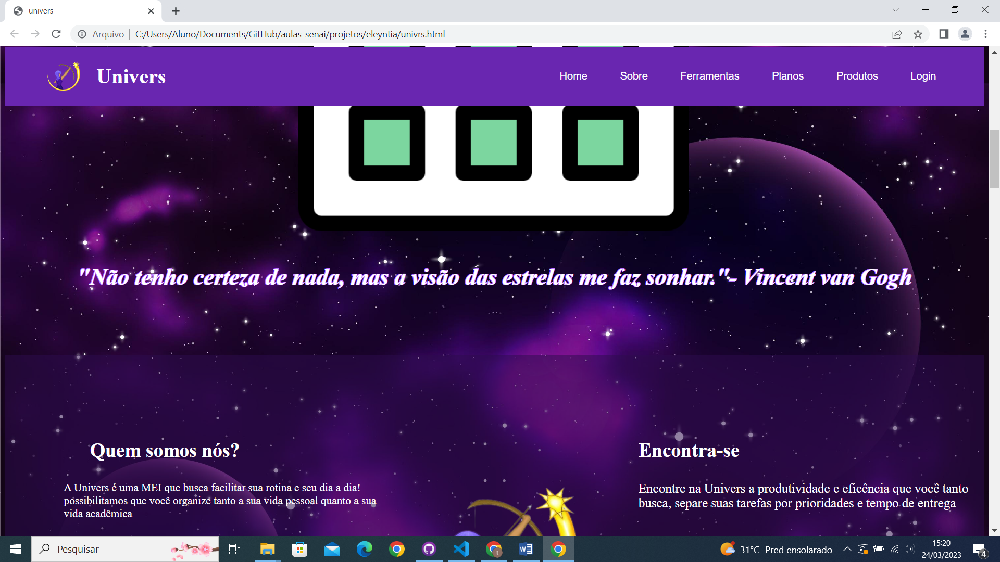 univers
Arquivo | C:/Users/Aluno/Documents/GitHub/aulas_senai/projetos/eleyntia/univrs.html
Univers
Home Sobre Ferramentas Planos Produtos Login
"Não tenho certeza de nada, mas a visão das estrelas me faz sonhar."- Vincent van Gogh
Quem somos nós?
A Univers é uma MEI que busca facilitar sua rotina e seu dia a dia!
possibilitamos que você organize tanto a sua vida pessoal quanto a sua
vida acadêmica
Encontra-se
Encontre na Univers a produtividade e eficência que você tanto
busca, separe suas tarefas por prioridades e tempo de entrega
Pesquisar
31°C Pred ensolarado
15:20
24/03/2023
4